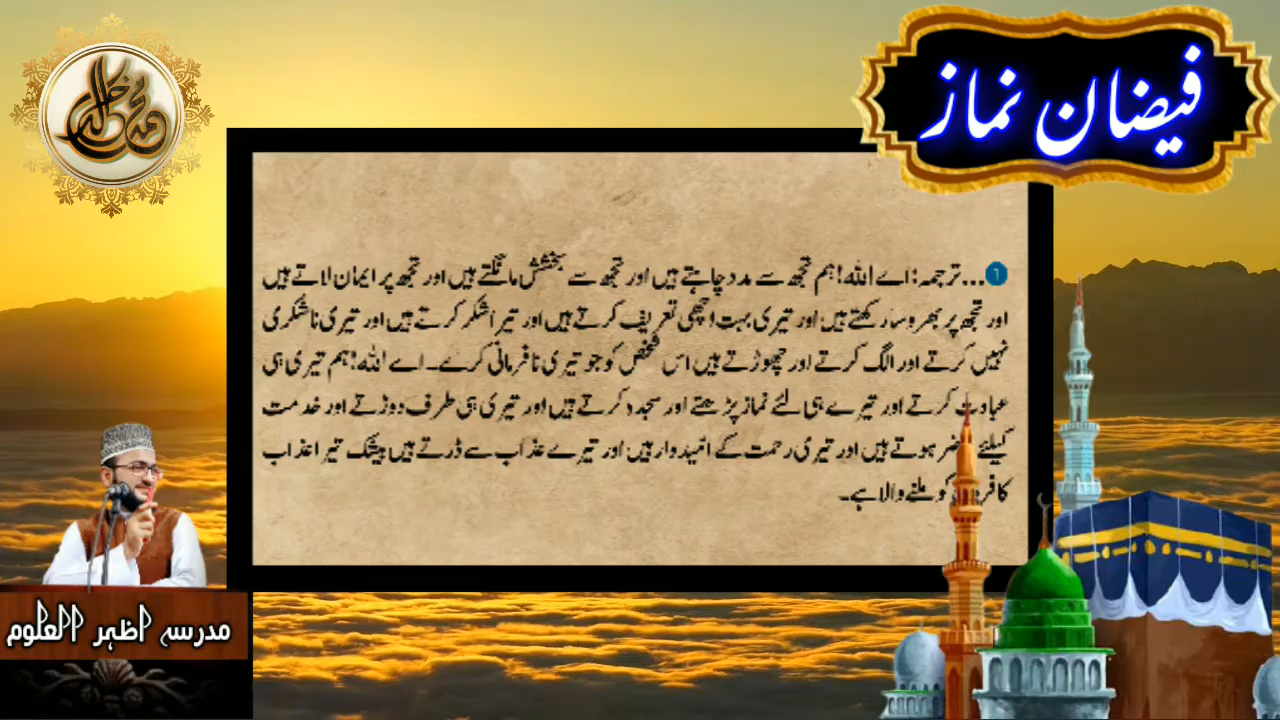 فیضان نماز
1...ترجمہ: اے اللہ! ہم تجھ سے مدد چاہتے ہیں اور تجھ سے بخشش مانگتے ہیں اور تجھ پر ایمان لاتے ہیں
اور تجھ پر بھروسا رکھتے ہیں اور تیری بہت اچھی تعریف کرتے ہیں اور تیرا شکر کرتے ہیں اور تیری ناشکری
نہیں کرتے اور الگ کرتے اور چھوڑتے ہیں اس شخص کو جو تیری نافرمانی کرے۔ اے اللہ! ہم تیری ہی
عبادت کرتے اور تیرے ہی لئے نماز پڑھتے اور سجدہ کرتے ہیں اور تیری ہی طرف دوڑتے اور خدمت
کیلئے ضر ہوتے ہیں اور تیری رحمت کے امیدوار ہیں اور تیرے عذاب سے ڈرتے ہیں بیشک تیرا عذاب
کافر کو ملنے والا ہے۔
مدرسہ اظہر العلوم